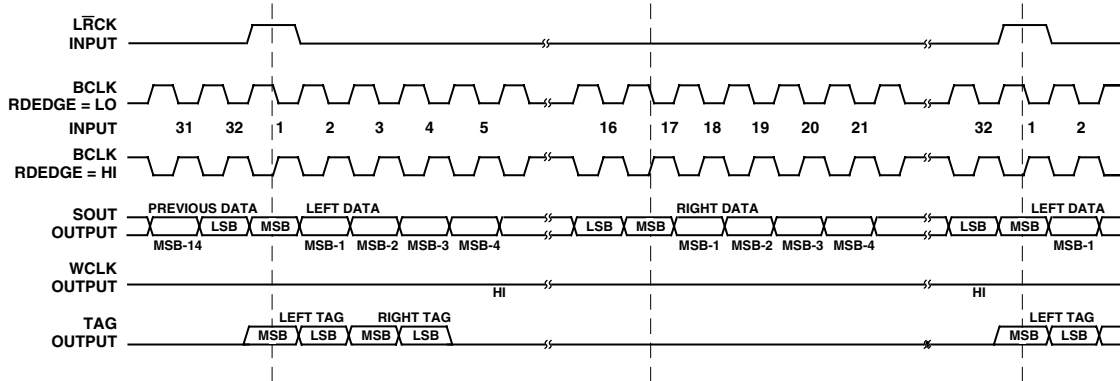 LRCK
INPUT
BCLK
RDEDGE = LO
INPUT 31 32 1 2 3 4 5 16 17 18 19 20 21 32 1 2
BCLK
RDEDGE = HI
SOUT
OUTPUT
PREVIOUS DATA LEFT DATA RIGHT DATA LEFT DATA
LSB MSB LSB MSB LSB MSB
MSB-14 MSB-1 MSB-2 MSB-3 MSB-4 MSB-1 MSB-2 MSB-3 MSB-4 MSB-1
WCLK
OUTPUT
HI HI
TAG
OUTPUT
LEFT TAG RIGHT TAG LEFT TAG
MSB LSB MSB LSB MSB LSB